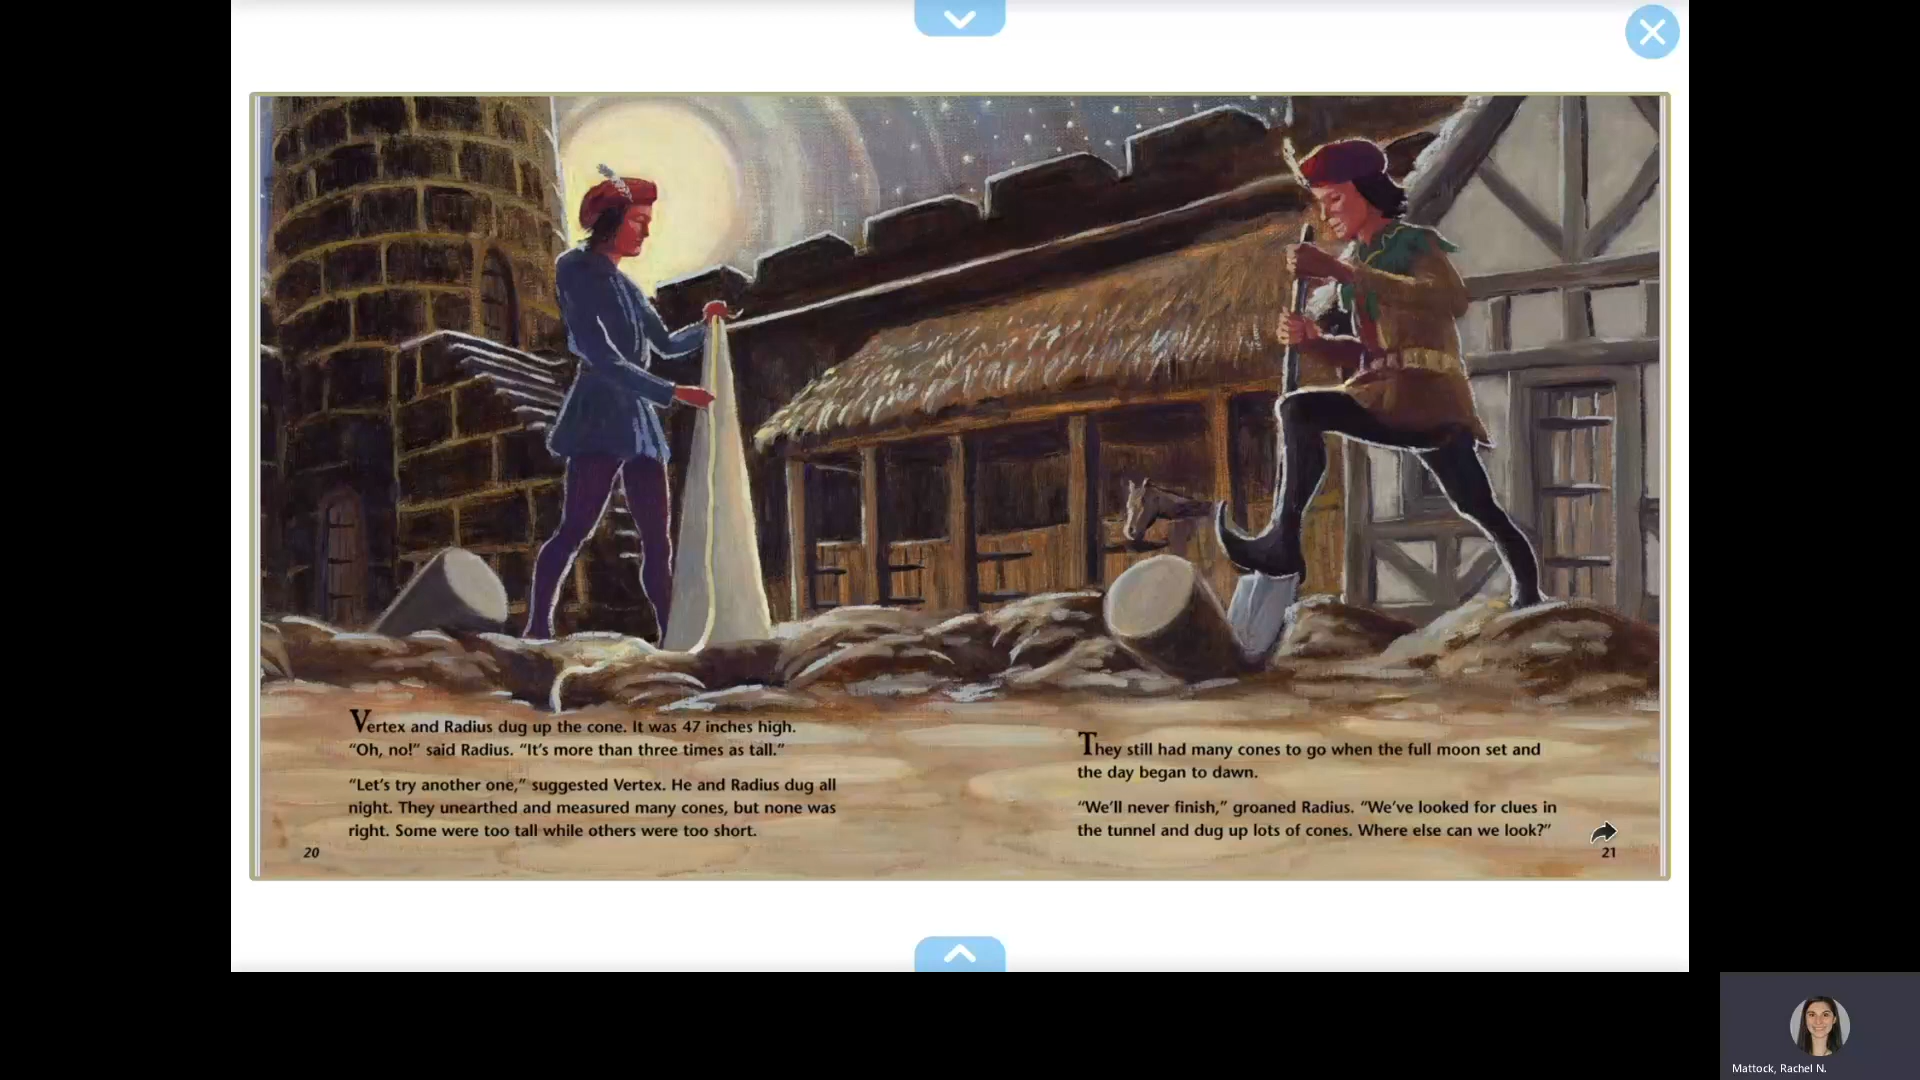 Vertex and Radius dug up the cone. It was 47 inches high.
“Oh, no!” said Radius. “It’s more than three times as tall.”
“Let’s try another one,” suggested Vertex. He and Radius dug all
night. They unearthed and measured many cones, but none was
right. Some were too tall while others were too short.
20
They still had many cones to go when the full moon set and
the day began to dawn.
“We’ll never finish,” groaned Radius. “We’ve looked for clues in
the tunnel and dug up lots of cones. Where else can we look?”
21
Mattock, Rachel N.